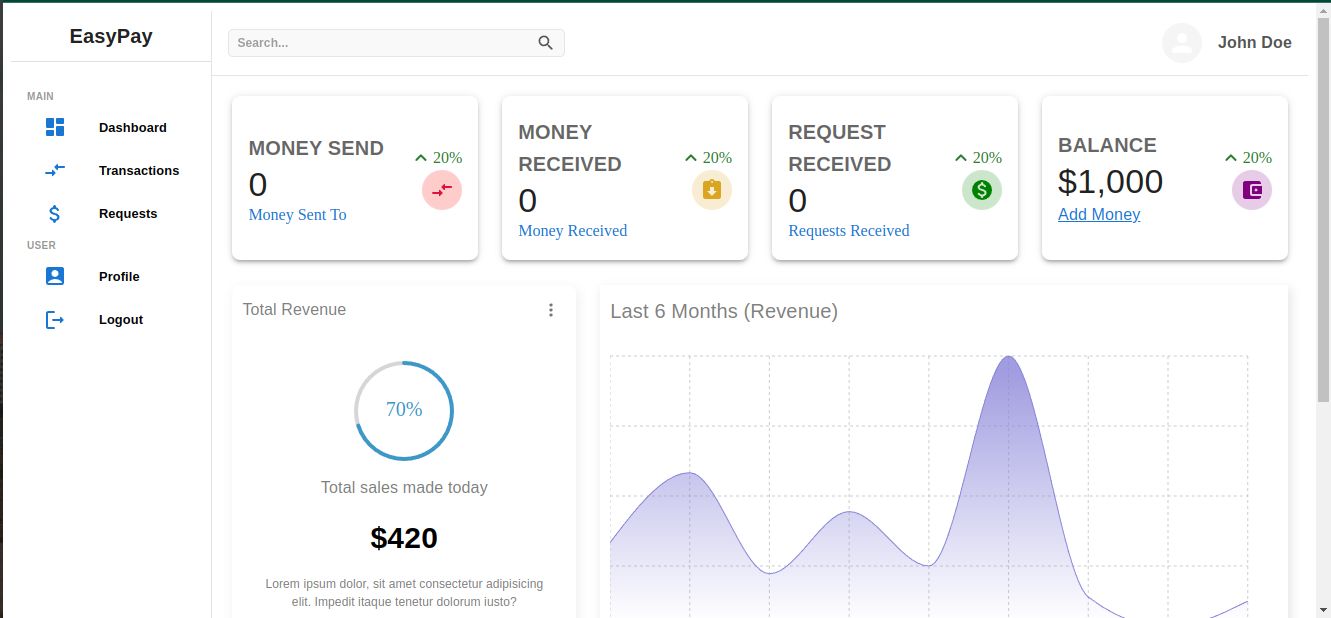 EasyPay
Search...
John Doe
MAIN
Dashboard
Transactions
Requests
USER
Profile
Logout
MONEY SEND
0
Money Sent To
20%
MONEY
RECEIVED
0
Money Received
20%
REQUEST
RECEIVED
0
Requests Received
20%
BALANCE
$1,000
Add Money
20%
Total Revenue
70%
Total sales made today
$420
Lorem ipsum dolor, sit amet consectetur adipisicing
elit. Impedit itaque tenetur dolorum iusto?
Last 6 Months (Revenue)